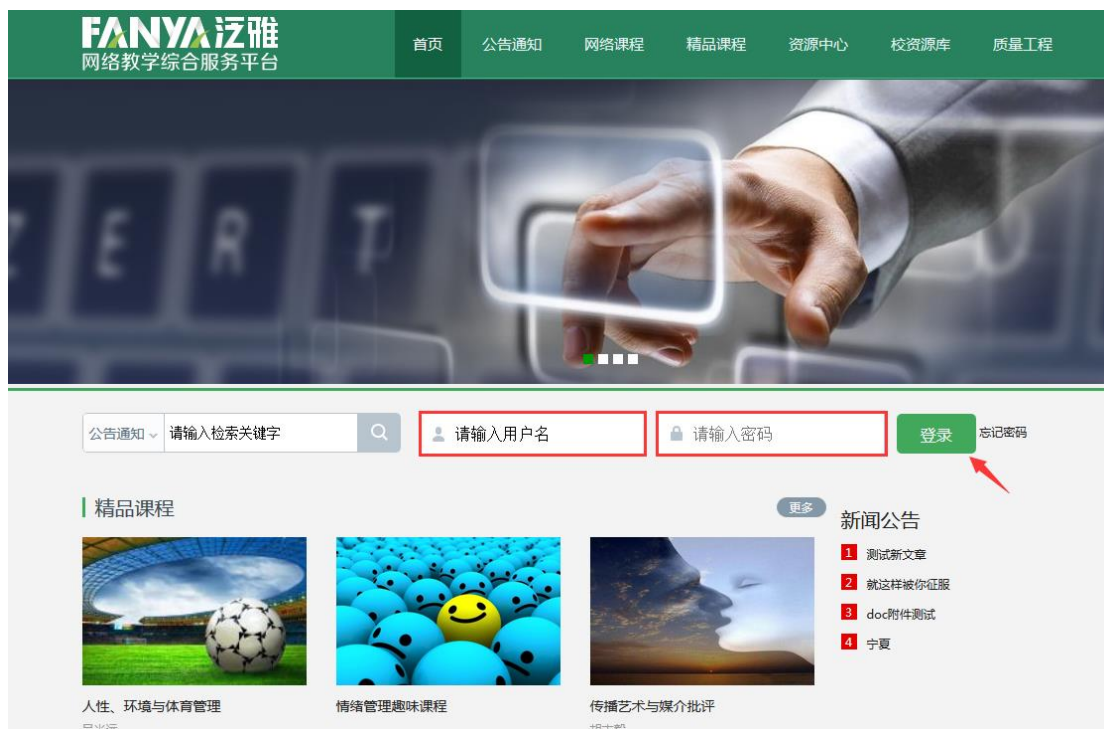 FANYA 泛雅
网络教学综合服务平台
首页 公告通知 网络课程 精品课程 资源中心 校资源库 质量工程
Z E R T
公告通知 请输入检索关键字 请输入用户名 请输入密码 登录 忘记密码
精品课程 更多
新闻公告
1 测试新文章
2 就这样被你征服
3 doc附件测试
4 宁夏
人性、环境与体育管理 情绪管理趣味课程 传播艺术与媒介批评